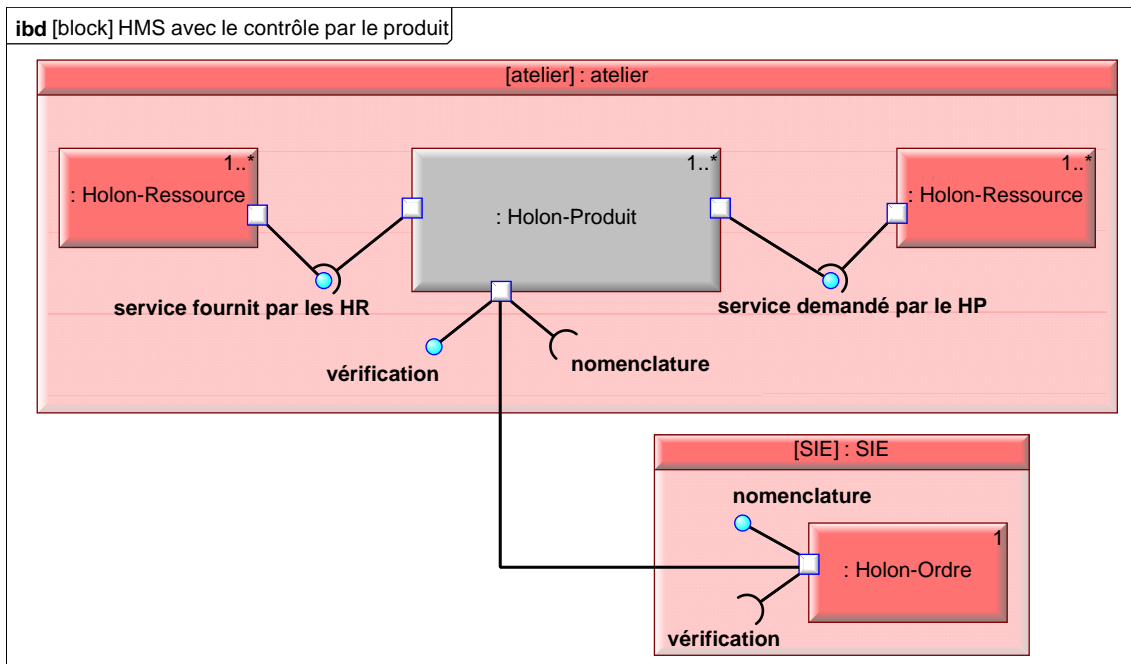 ibd [block] HMS avec le contrôle par le produit
[atelier] : atelier
1..*
: Holon-Ressource
1..*
: Holon-Produit
1..*
: Holon-Ressource
service fournit par les HR
service demandé par le HP
vérification
nomenclature
[SIE] : SIE
nomenclature
1
: Holon-Ordre
vérification